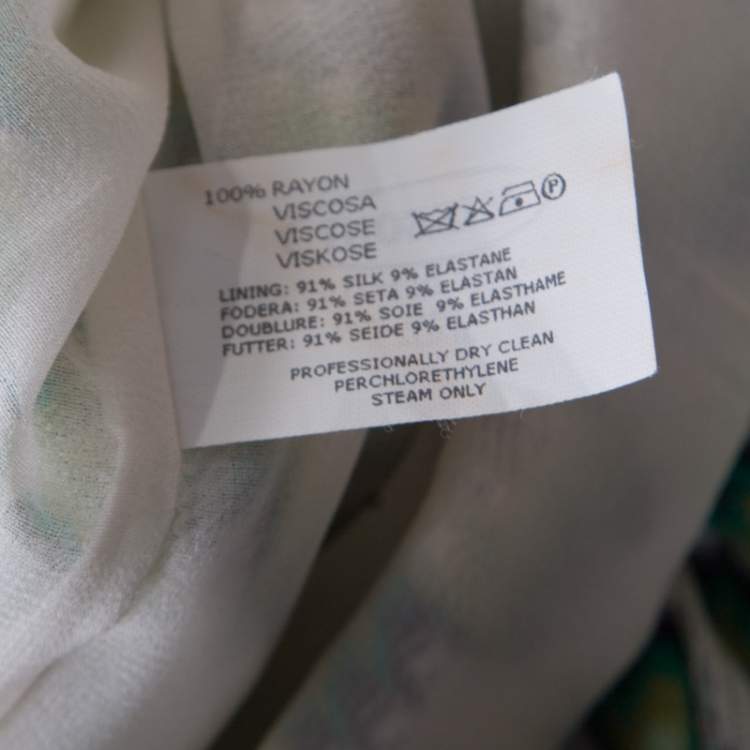 100% RAYON
VISCOSA
VISCOSE
VISKOSE
P
LINING: 91% SILK 9% ELASTANE
FODERA: 91% SETA 9% ELASTAN
DOUBLURE: 91% SOIE 9% ELASTHAME
FUTTER: 91% SEIDE 9% ELASTHAN
PROFESSIONALLY DRY CLEAN
PERCHLORETHYLENE
STEAM ONLY